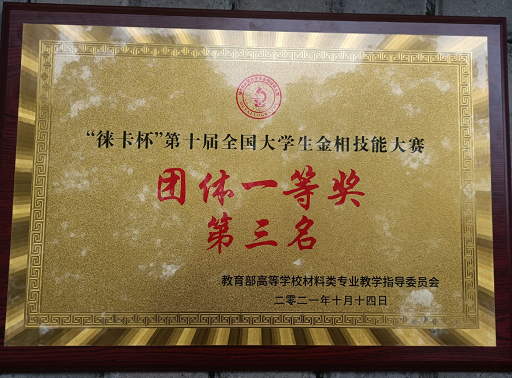 “徕卡杯”第十届全国大学生金相技能大赛
团体一等奖
第三名
教育部高等学校材料类专业教学指导委员会
二零二一年十月十四日